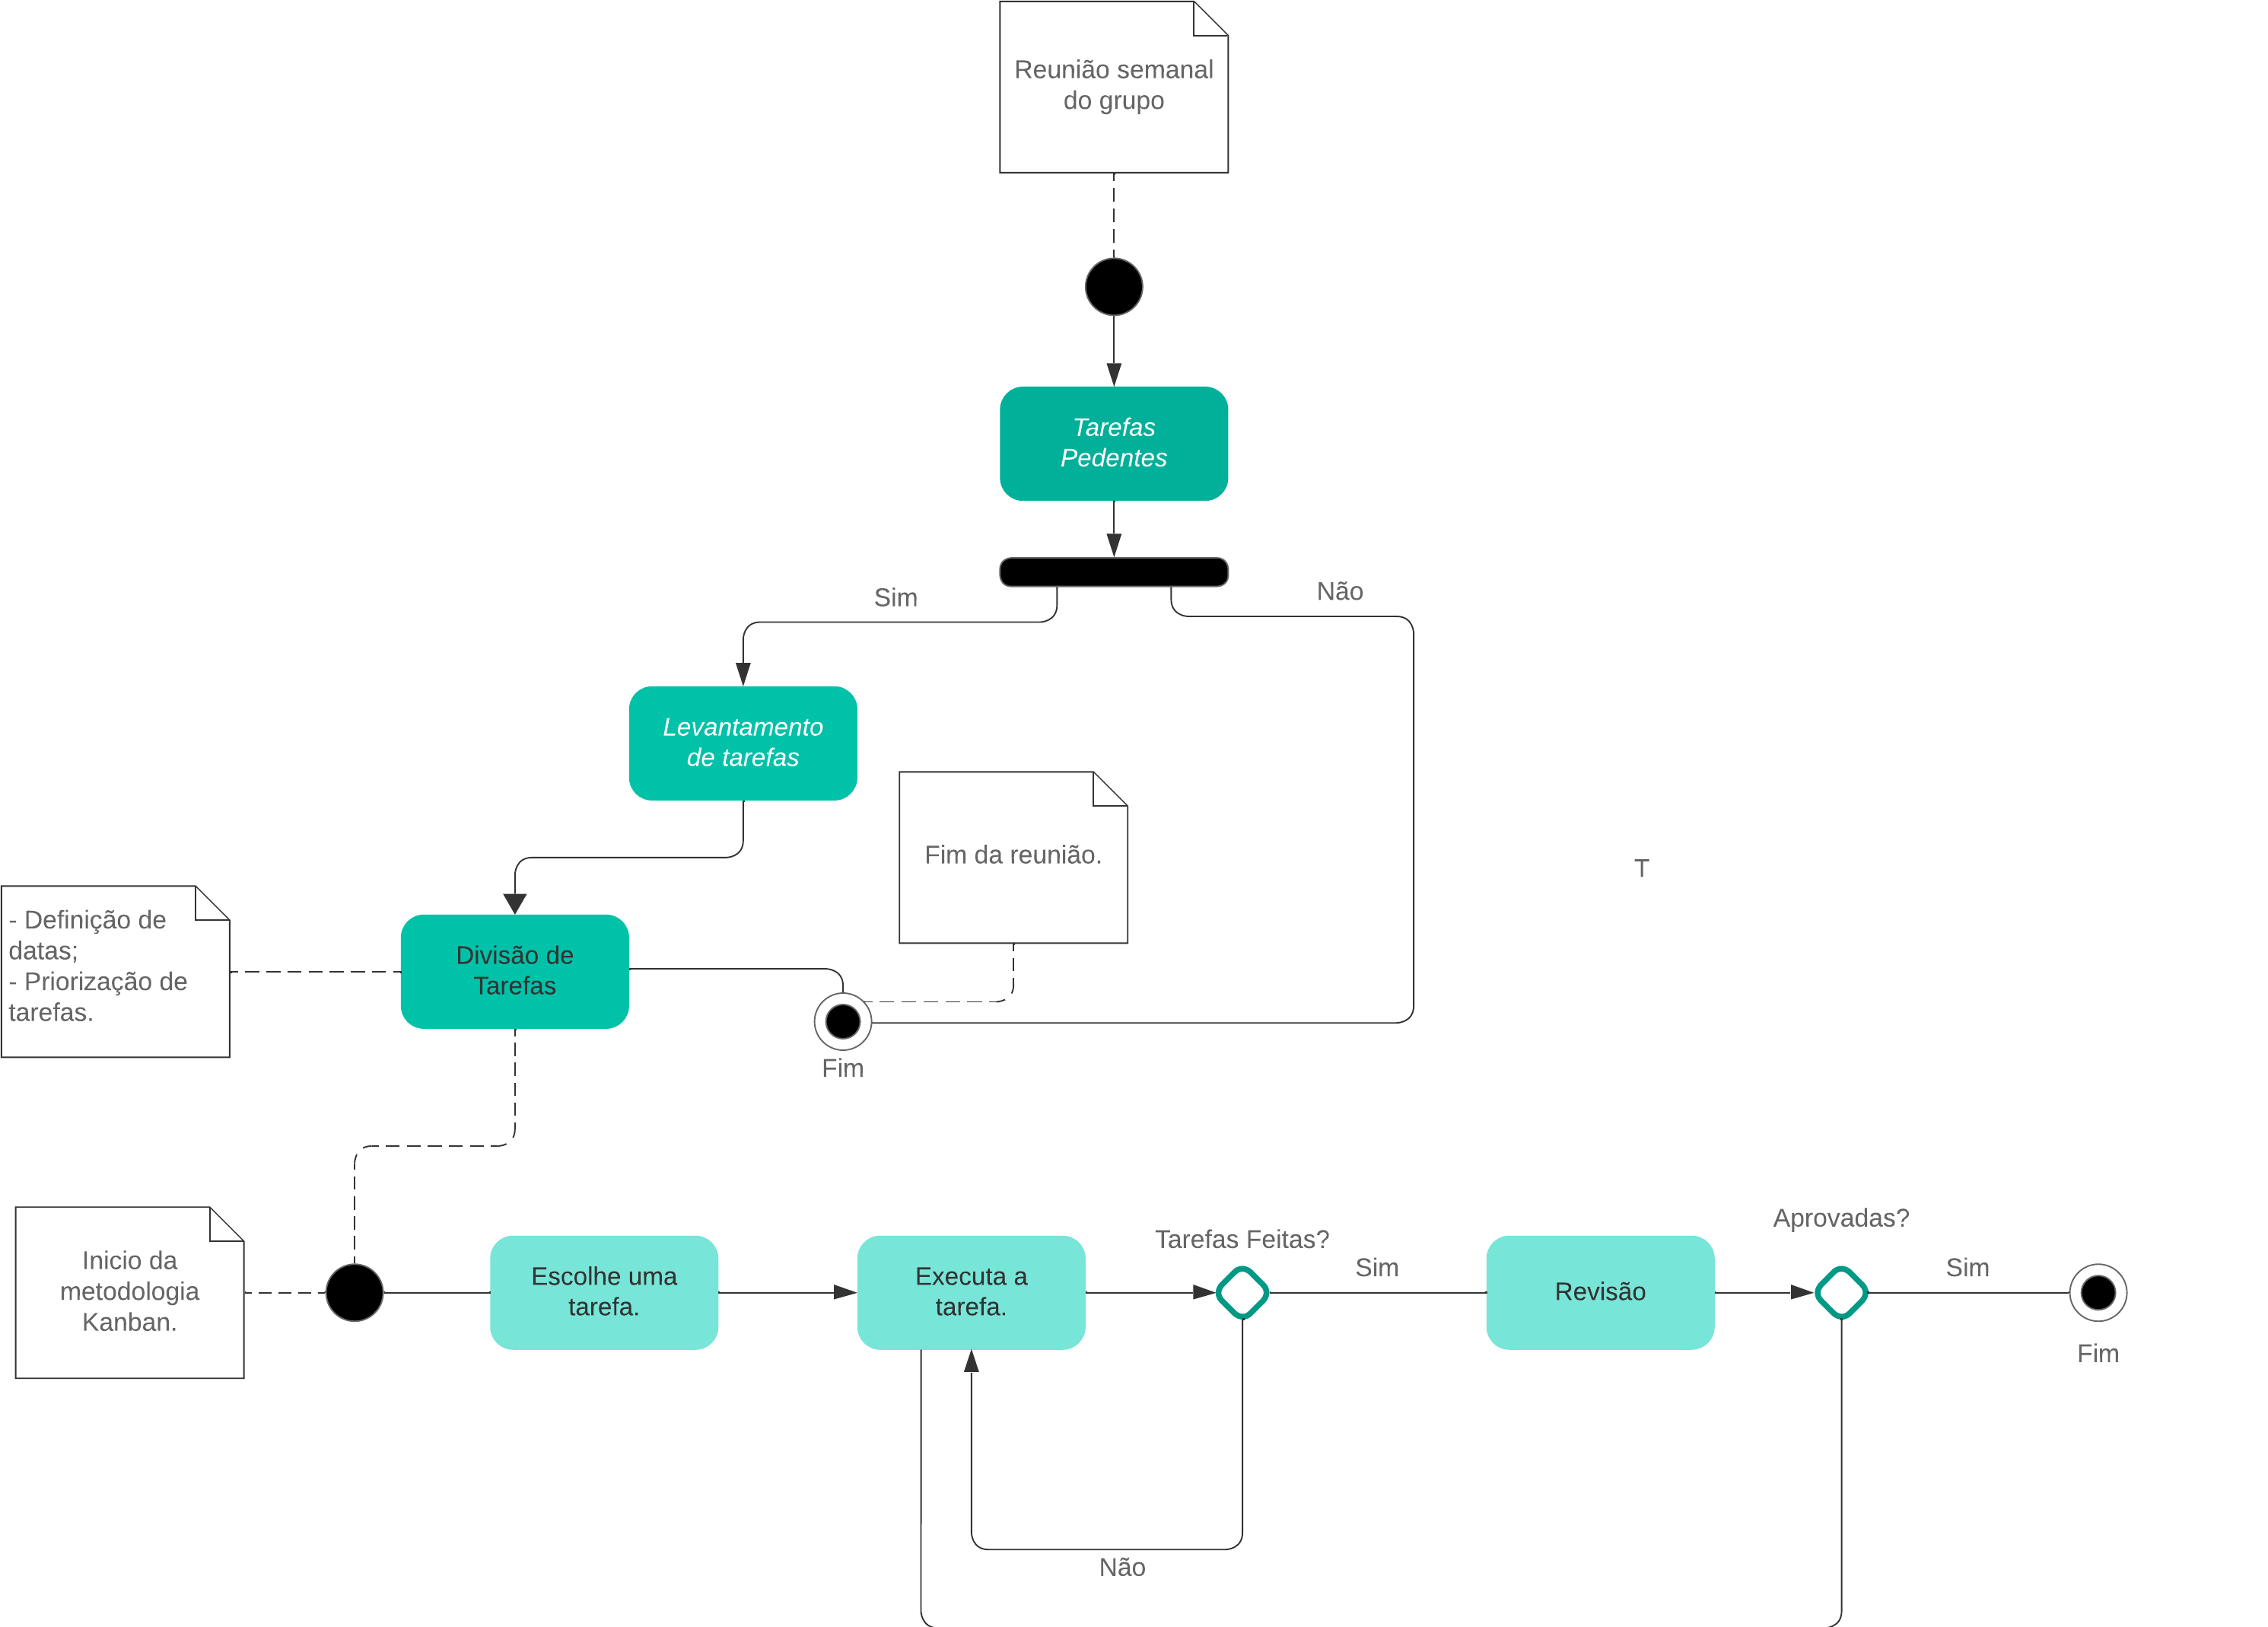 Reunião semanal
do grupo
Tarefas
Pedentes
Sim
Não
Levantamento
de tarefas
Fim da reunião.
T
- Definição de
datas;
- Priorização de
tarefas.
Divisão de
Tarefas
Fim
Inicio da
metodologia
Kanban.
Escolhe uma
tarefa.
Executa a
tarefa.
Tarefas Feitas?
Sim
Revisão
Aprovadas?
Sim
Fim
Não